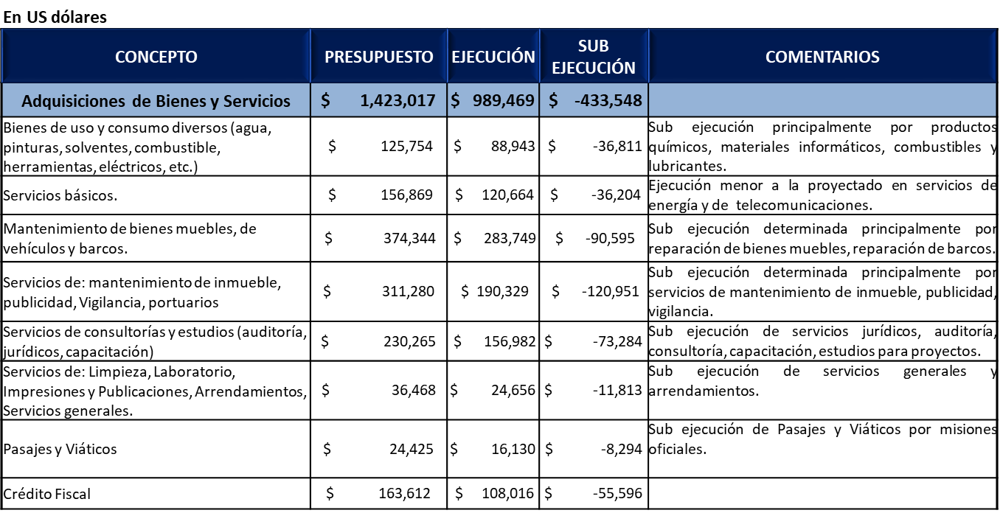 En US dólares
CONCEPTO PRESUPUESTO EJECUCIÓN SUB EJECUCIÓN COMENTARIOS
Adquisiciones de Bienes y Servicios $ 1,423,017 $ 989,469 $ -433,548
Bienes de uso y consumo diversos (agua,
pinturas, solventes, combustible,
herramientas, eléctricos, etc.)
$ 125,754 $ 88,943 $ -36,811
Sub ejecución principalmente por productos
químicos, materiales informáticos, combustibles y
lubricantes.
Servicios básicos. $ 156,869 $ 120,664 $ -36,204
Ejecución menor a la proyectado en servicios de
energía y de telecomunicaciones.
Mantenimiento de bienes muebles, de
vehículos y barcos.
$ 374,344 $ 283,749 $ -90,595
Sub ejecución determinada principalmente por
reparación de bienes muebles, reparación de barcos.
Servicios de: mantenimiento de inmueble,
publicidad, Vigilancia, portuarios
$ 311,280 $ 190,329 $ -120,951
Sub ejecución determinada principalmente por
servicios de mantenimiento de inmueble, publicidad,
vigilancia.
Servicios de consultorías y estudios (auditoría,
jurídicos, capacitación)
$ 230,265 $ 156,982 $ -73,284
Sub ejecución de servicios jurídicos, auditoría,
consultoría, capacitación, estudios para proyectos.
Servicios de: Limpieza, Laboratorio,
Impresiones y Publicaciones, Arrendamientos,
Servicios generales.
$ 36,468 $ 24,656 $ -11,813
Sub ejecución de servicios generales y
arrendamientos.
Pasajes y Viáticos $ 24,425 $ 16,130 $ -8,294
Sub ejecución de Pasajes y Viáticos por misiones
oficiales.
Crédito Fiscal $ 163,612 $ 108,016 $ -55,596